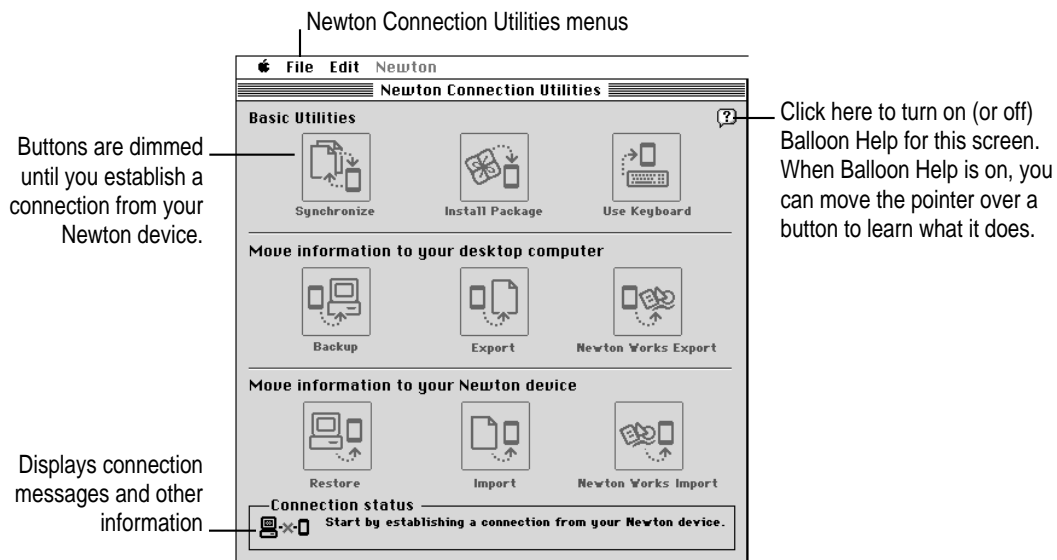 Newton Connection Utilities menus
File Edit Newton
Newton Connection Utilities
Basic Utilities
?
Click here to turn on (or off)
Balloon Help for this screen.
When Balloon Help is on, you
can move the pointer over a
button to learn what it does.
Buttons are dimmed
until you establish a
connection from your
Newton device.
Synchronize
Install Package
Use Keyboard
Move information to your desktop computer
Backup
Export
Newton Works Export
Move information to your Newton device
Restore
Import
Newton Works Import
Displays connection
messages and other
information
Connection status
Start by establishing a connection from your Newton device.